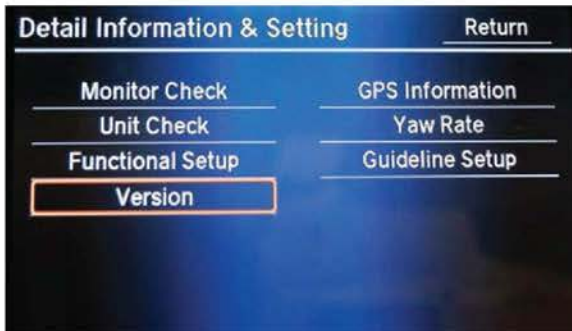 Detail Information & Setting
Return
Monitor Check
GPS Information
Unit Check
Yaw Rate
Functional Setup
Guideline Setup
Version